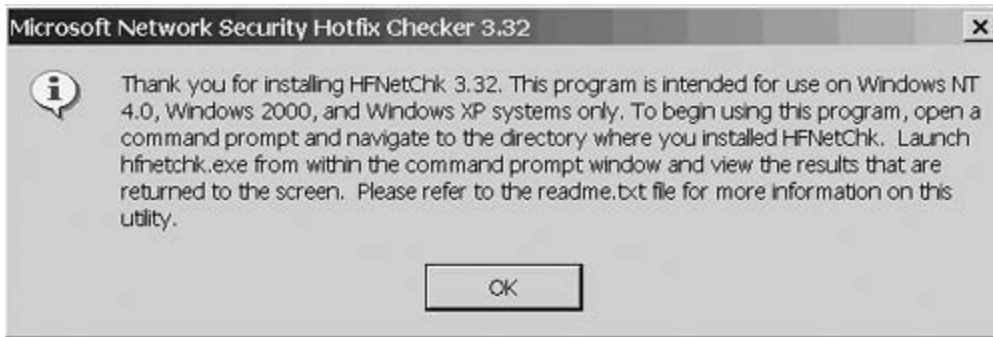 Microsoft Network Security Hotfix Checker 3.32
Thank you for installing HFNetChk 3.32. This program is intended for use on Windows NT
4.0, Windows 2000, and Windows XP systems only. To begin using this program, open a
command prompt and navigate to the directory where you installed HFNetChk. Launch
hfnetchk.exe from within the command prompt window and view the results that are
returned to the screen. Please refer to the readme.txt file for more information on this
utility.
OK